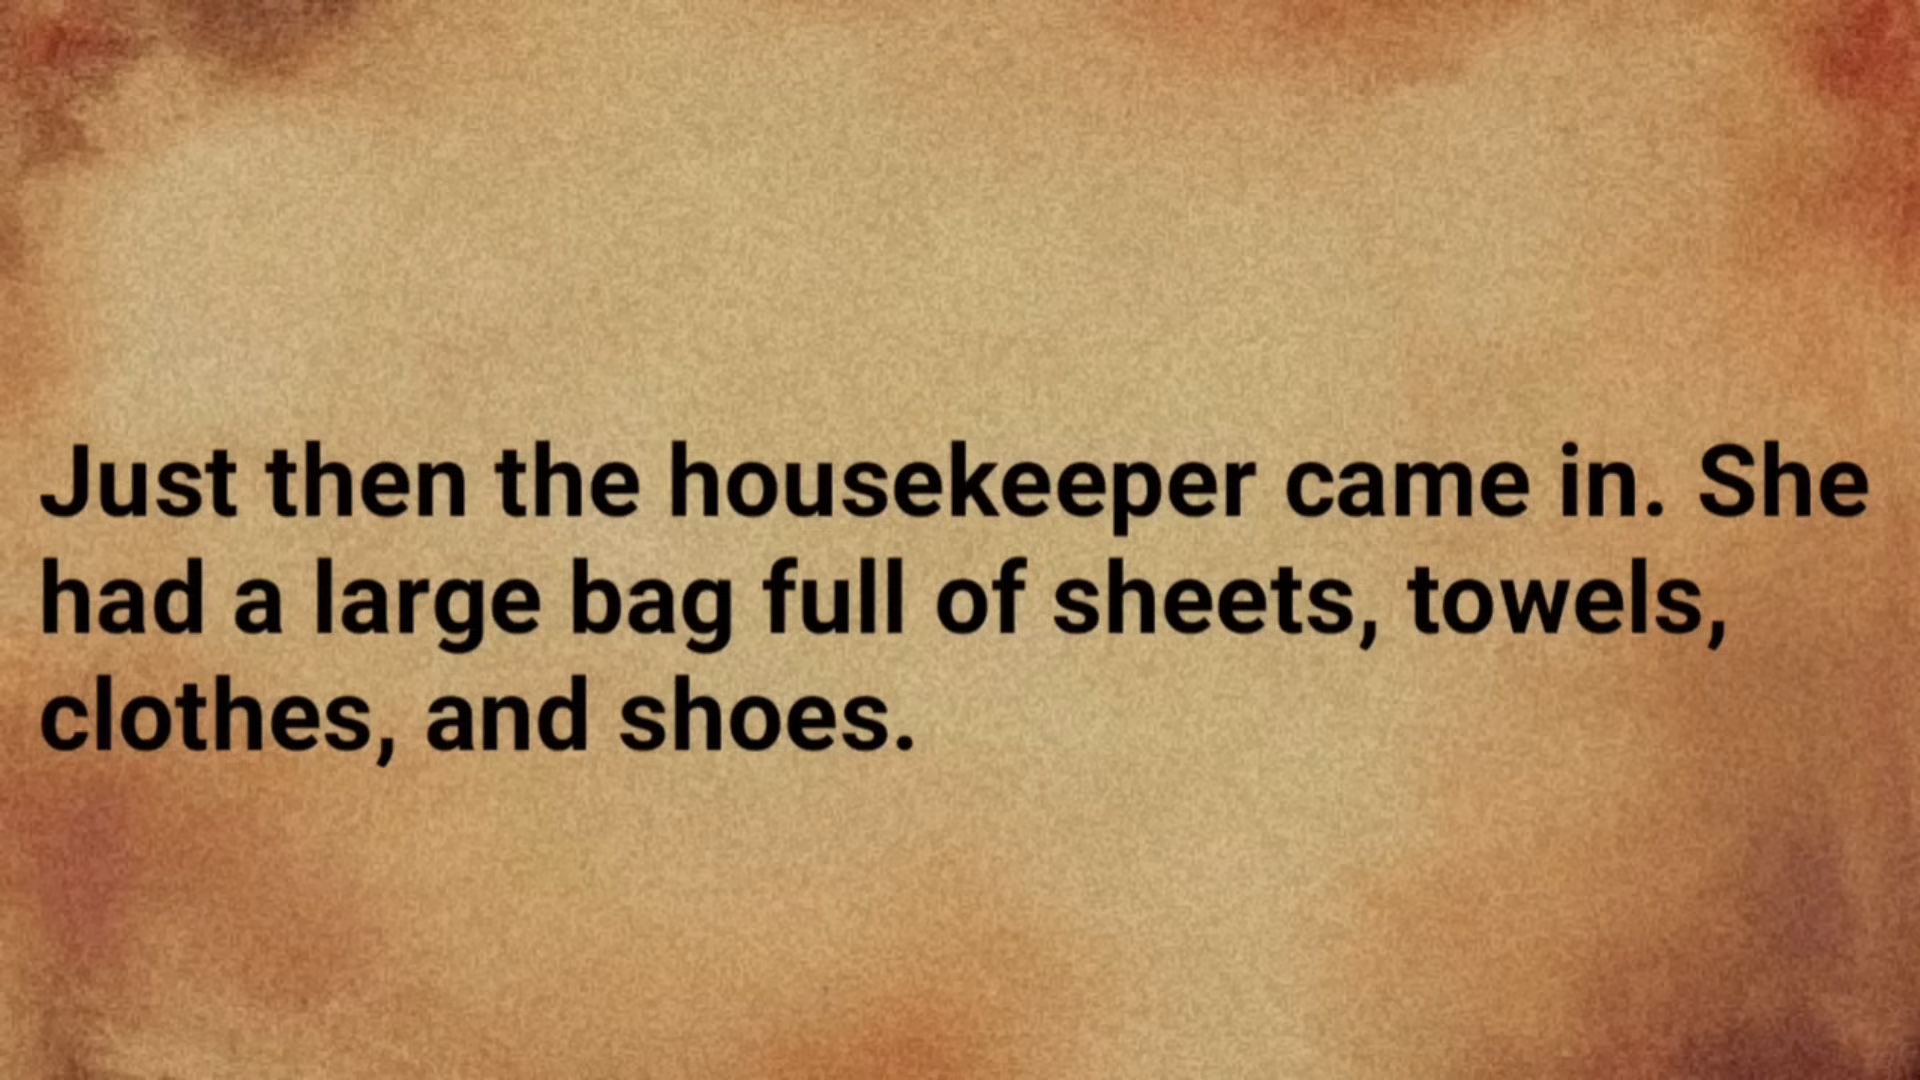 Just then the housekeeper came in. She
had a large bag full of sheets, towels,
clothes, and shoes.